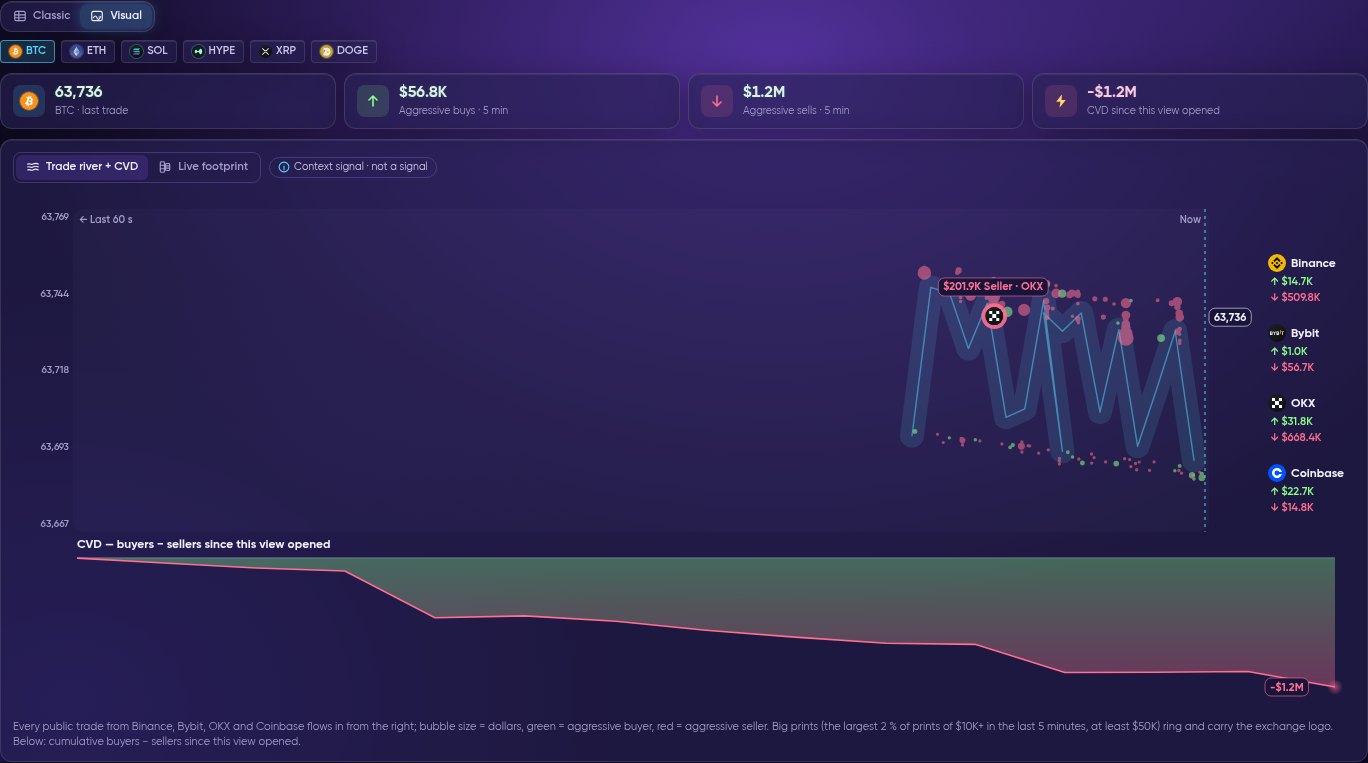 Classic
Visual
BTC
ETH
SOL
HYPE
XRP
DOGE
63,736
BTC · last trade
$56.8K
Aggressive buys · 5 min
$1.2M
Aggressive sells · 5 min
-$1.2M
CVD since this view opened
Trade river + CVD
Live footprint
Context signal · not a signal
63,769
← Last 60 s
Now
63,744
63,718
63,693
63,667
$201.9K Seller · OKX
63,736
Binance
↑ $14.7K
↓ $509.8K
BYBIT
Bybit
↑ $1.0K
↓ $56.7K
OKX
↑ $31.8K
↓ $668.4K
Coinbase
↑ $22.7K
↓ $14.8K
CVD — buyers − sellers since this view opened
-$1.2M
Every public trade from Binance, Bybit, OKX and Coinbase flows in from the right; bubble size = dollars, green = aggressive buyer, red = aggressive seller. Big prints (the largest 2 % of prints of $10K+ in the last 5 minutes, at least $50K) ring and carry the exchange logo.
Below: cumulative buyers − sellers since this view opened.